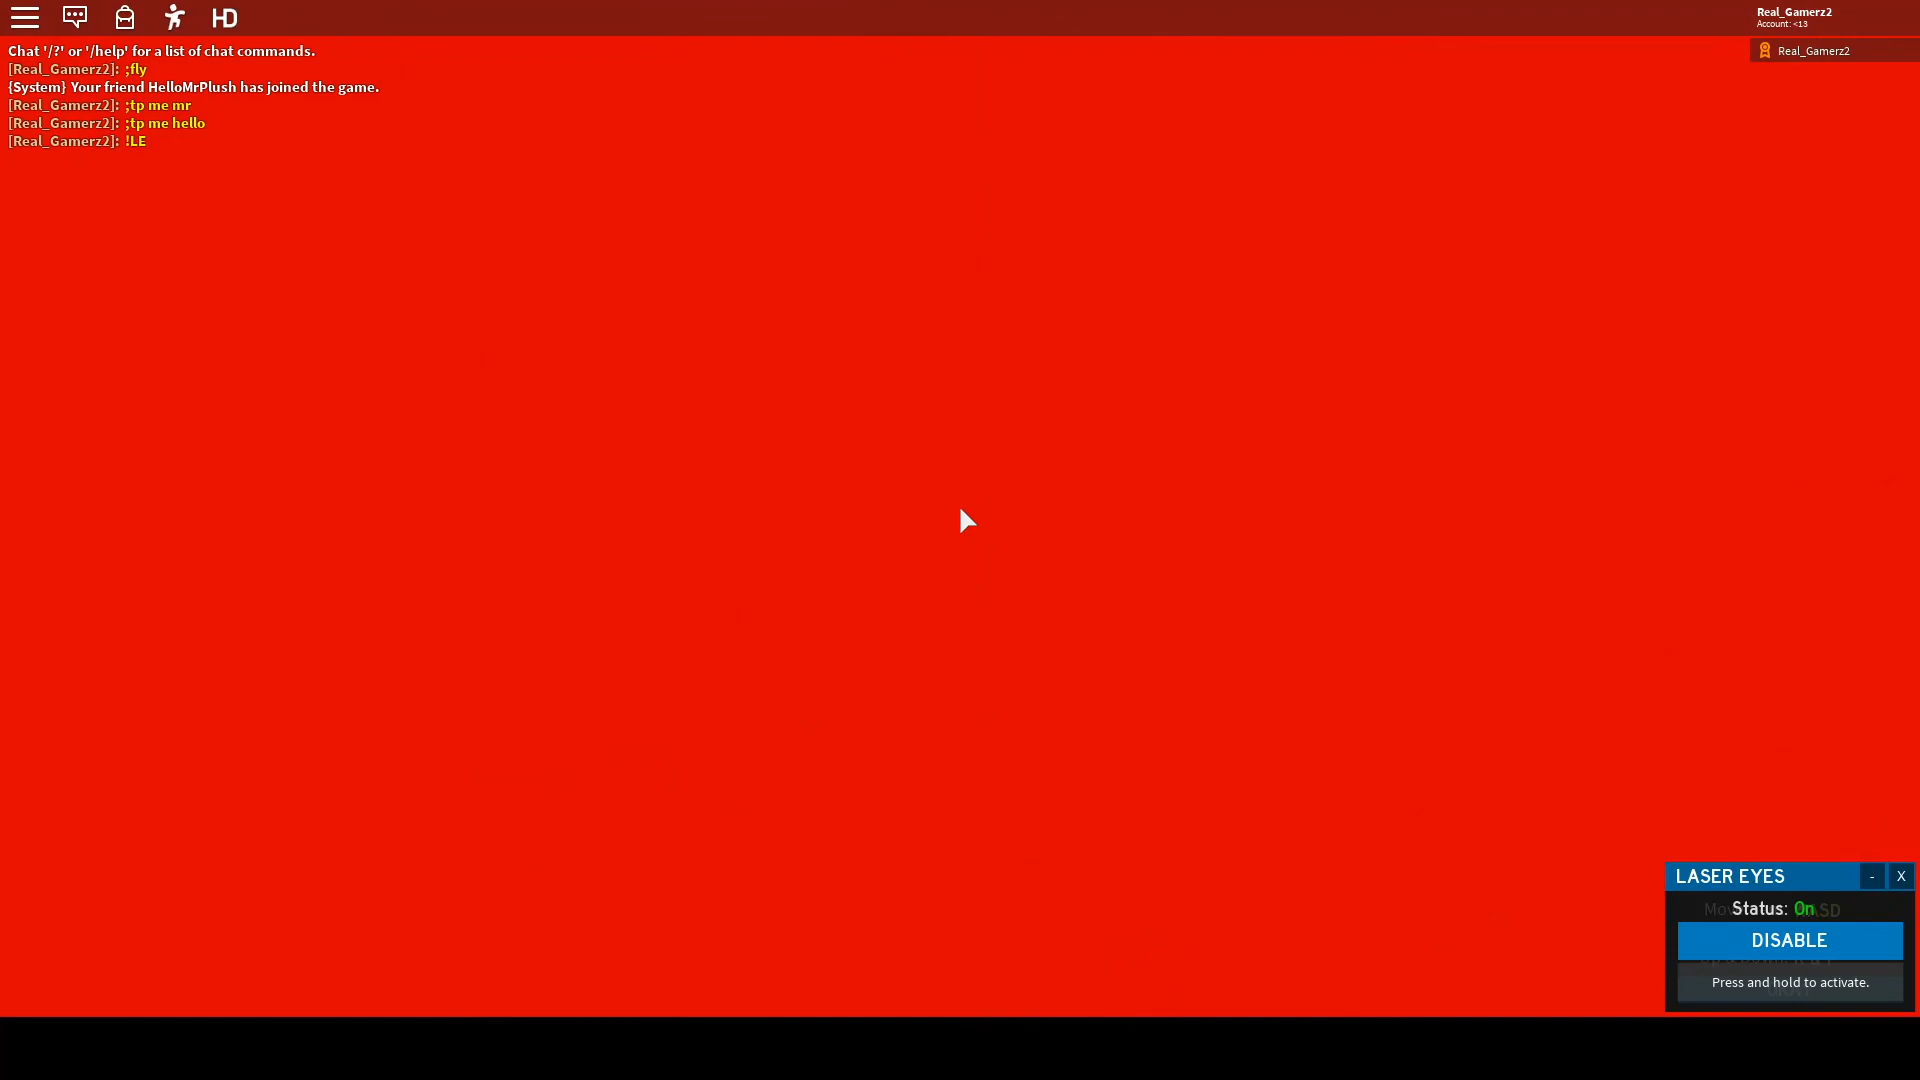 HD
Real_Gamerz2
Account: <13
Real_Gamerz2
Chat '/?' or '/help' for a list of chat commands.
[Real_Gamerz2]: ;fly
{System} Your friend HelloMrPlush has joined the game.
[Real_Gamerz2]: ;tp me mr
[Real_Gamerz2]: ;tp me hello
[Real_Gamerz2]: !LE
LASER EYES
-
X
Status: On
DISABLE
Press and hold to activate.